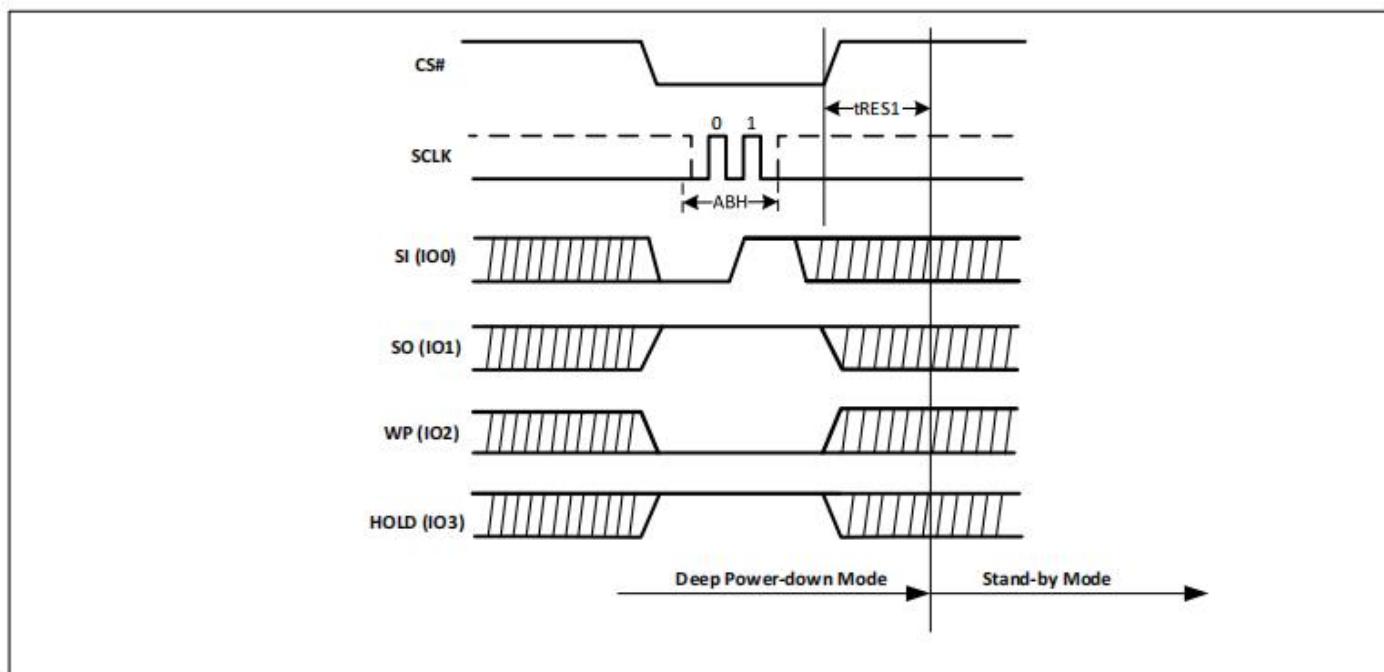 CS#
tRES1
0 1
SCLK
ABH
SI (IO0)
SO (IO1)
WP (IO2)
HOLD (IO3)
Deep Power-down Mode Stand-by Mode